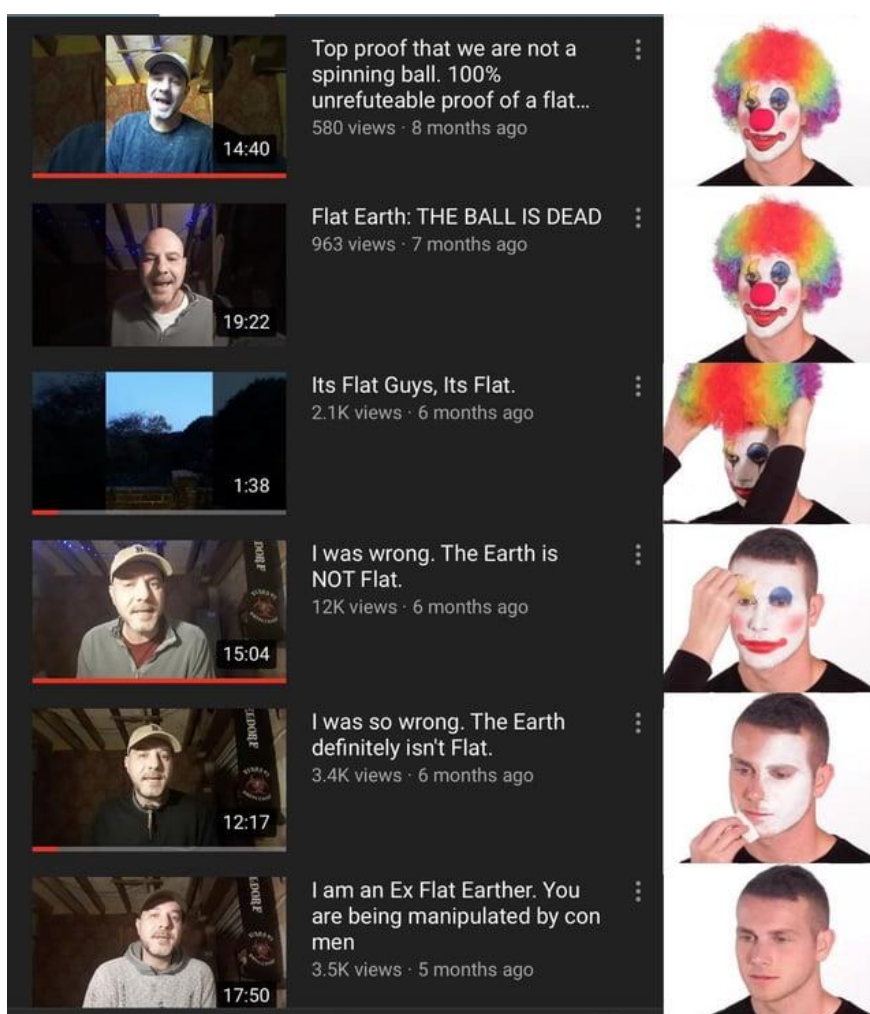 Top proof that we are not a
spinning ball. 100%
unrefuteable proof of a flat...
580 views · 8 months ago
14:40
Flat Earth: THE BALL IS DEAD
963 views · 7 months ago
19:22
Its Flat Guys, Its Flat.
2.1K views · 6 months ago
1:38
I was wrong. The Earth is
NOT Flat.
12K views · 6 months ago
15:04
I was so wrong. The Earth
definitely isn't Flat.
3.4K views · 6 months ago
12:17
I am an Ex Flat Earther. You
are being manipulated by con
men
3.5K views · 5 months ago
17:50